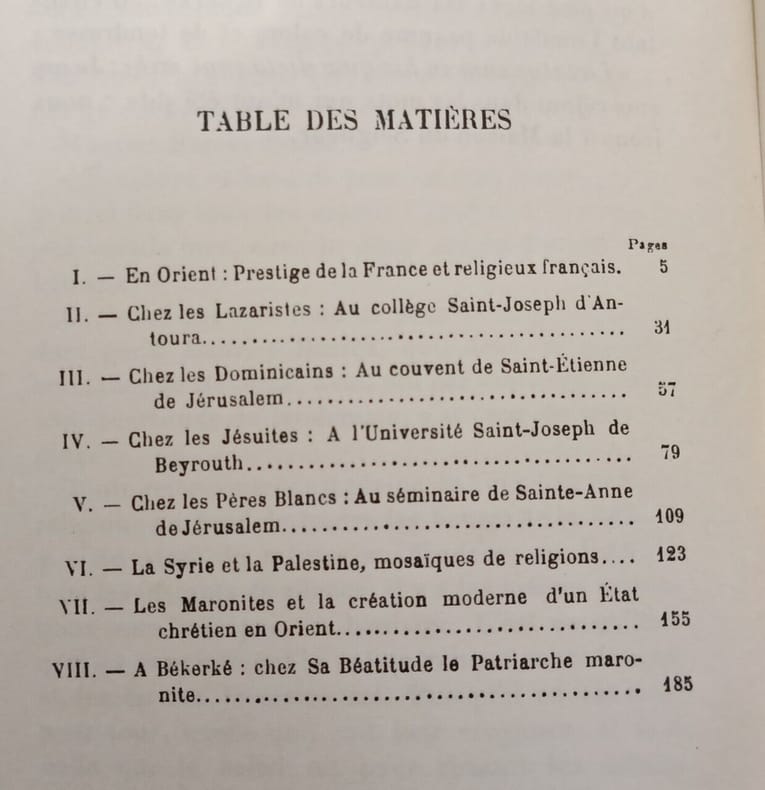 TABLE DES MATIÈRES
Pages
I. — En Orient : Prestige de la France et religieux français. 5
II. — Chez les Lazaristes : Au collège Saint-Joseph d'An-
toura........................................ 31
III. — Chez les Dominicains : Au couvent de Saint-Étienne
de Jérusalem................................ 57
IV. — Chez les Jésuites : A l'Université Saint-Joseph de
Beyrouth.................................... 79
V. — Chez les Pères Blancs : Au séminaire de Sainte-Anne
de Jérusalem................................ 109
VI. — La Syrie et la Palestine, mosaïques de religions.... 123
VII. — Les Maronites et la création moderne d'un État
chrétien en Orient........................... 155
VIII. — A Békerké : chez Sa Béatitude le Patriarche maro-
nite......................................... 185